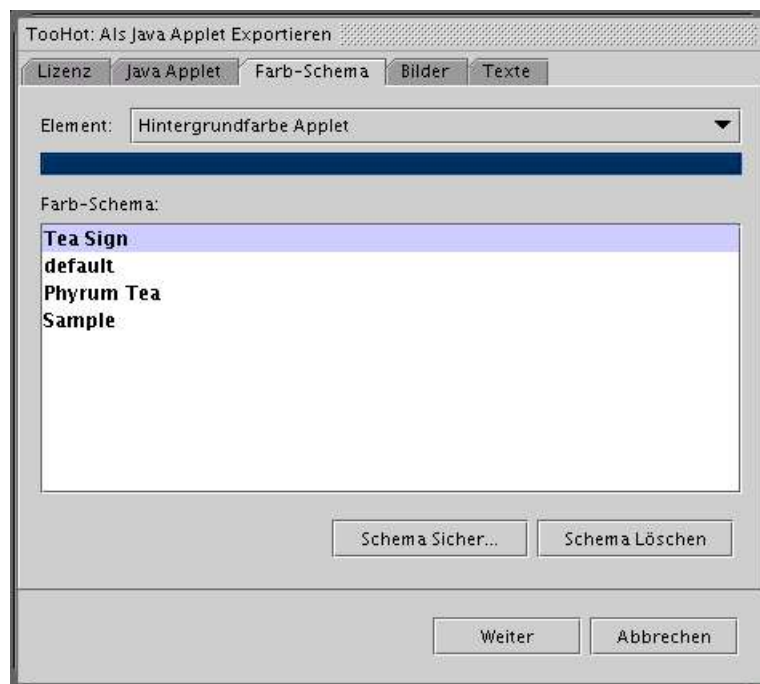 TooHot: Als Java Applet Exportieren
Lizenz Java Applet Farb-Schema Bilder Texte
Element: Hintergrundfarbe Applet
Farb-Schema:
Tea Sign
default
Phyrum Tea
Sample
Schema Sicher... Schema Löschen
Weiter Abbrechen